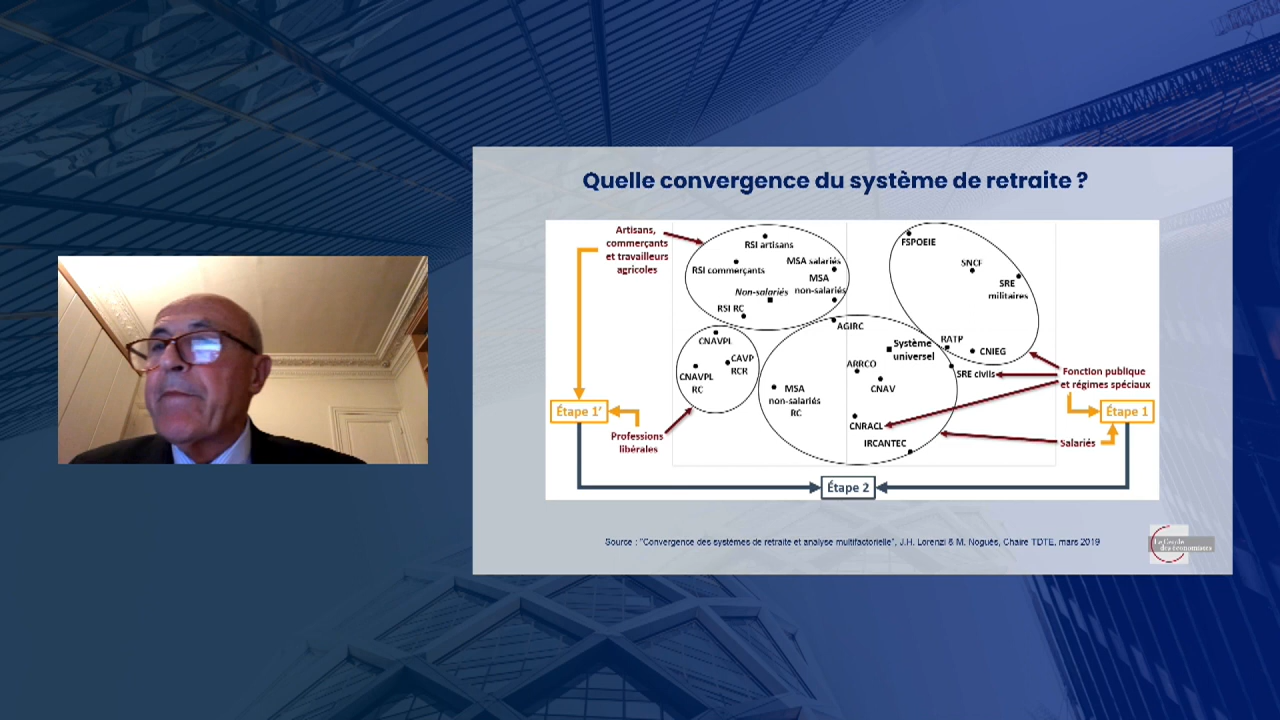 Quelle convergence du système de retraite ?
Artisans,
commerçants
et travailleurs
agricoles
RSI artisans
RSI commerçants
MSA salariés
MSA
non-salariés
Non-salariés
RSI RC
CNAVPL
CAVP
RCR
CNAVPL
RC
AGIRC
Système
universel
ARRCO
CNAV
MSA
non-salariés
RC
CNRACL
IRCANTEC
FSPOEIE
SNCF
SRE
militaires
RATP
CNIEG
SRE civils
Fonction publique
et régimes spéciaux
Étape 1’
Étape 1
Professions
libérales
Salariés
Étape 2
Source : "Convergence des systèmes de retraite et analyse multifactorielle", J.H. Lorenzi & M. Noguès, Chaire TDTE, mars 2019
Le Cercle
des économistes